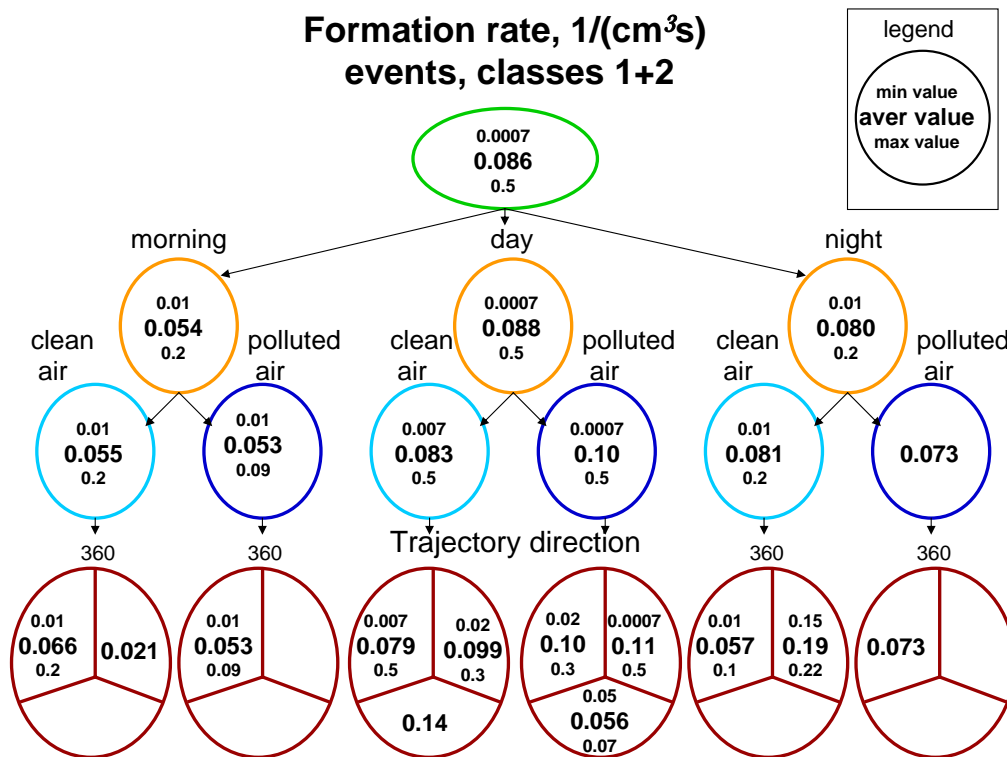 Formation rate, 1/(cm³s)
events, classes 1+2
legend
min value
aver value
max value
0.0007
0.086
0.5
morning
day
night
0.01
0.054
0.2
0.0007
0.088
0.5
0.01
0.080
0.2
clean
air
polluted
air
clean
air
polluted
air
clean
air
polluted
air
0.01
0.055
0.2
0.01
0.053
0.09
0.007
0.083
0.5
0.0007
0.10
0.5
0.01
0.081
0.2
0.073
Trajectory direction
360
360
360
360
0.01
0.066
0.2
0.021
0.01
0.053
0.09
0.007
0.079
0.5
0.02
0.099
0.3
0.14
0.02
0.10
0.3
0.0007
0.11
0.5
0.05
0.056
0.07
0.01
0.057
0.1
0.15
0.19
0.22
0.073